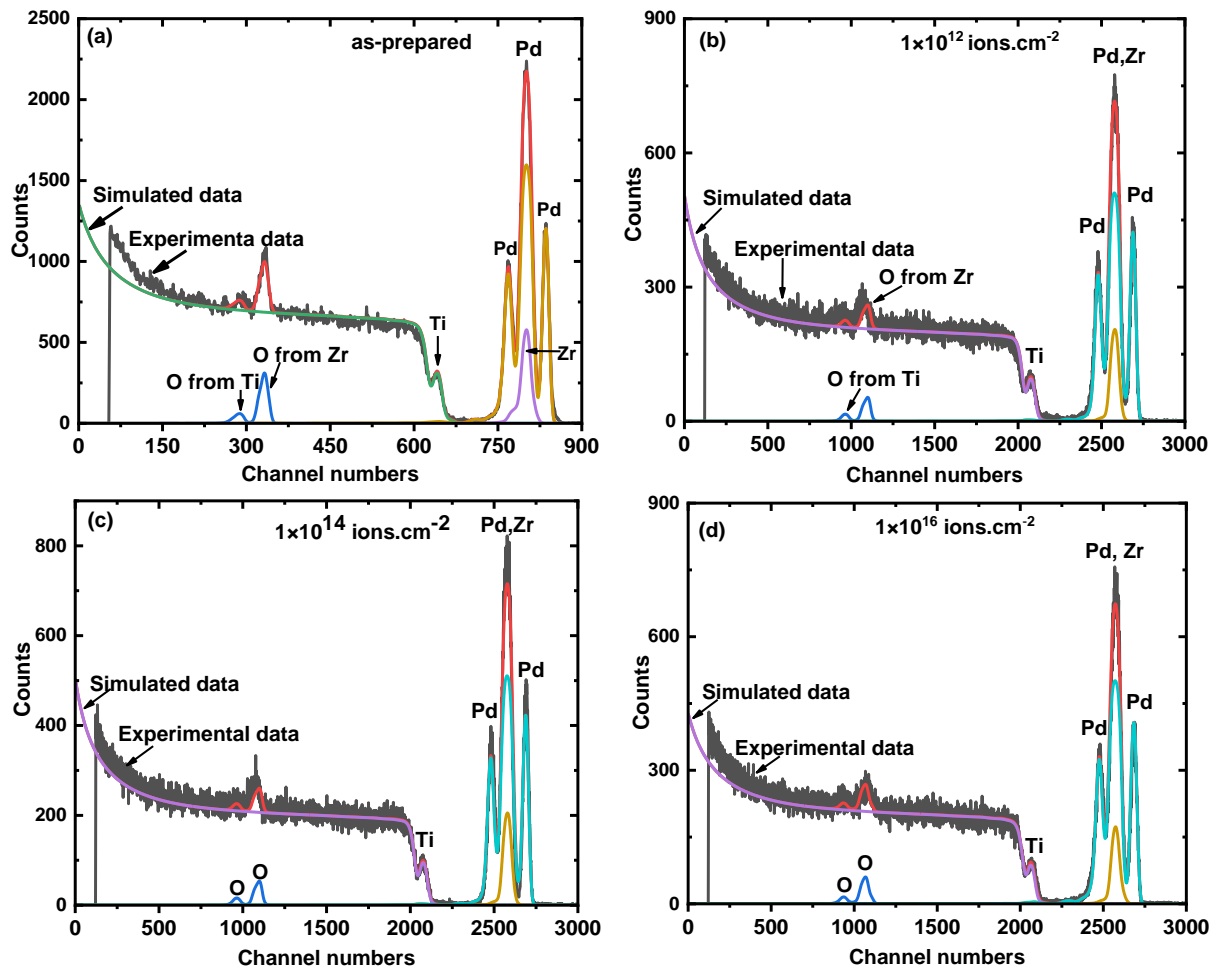 (a)
as-prepared
Pd
Simulated data
Experimenta data
Pd
Pd
Ti
Zr
O from Ti
O from Zr
Counts
0
500
1000
1500
2000
2500
0 150 300 450 600 750 900
Channel numbers
(b)
1×10¹² ions.cm⁻²
Pd,Zr
Simulated data
Experimental data
O from Zr
Pd
Pd
Ti
O from Ti
Counts
0
300
600
900
0 500 1000 1500 2000 2500 3000
Channel numbers
(c)
1×10¹⁴ ions.cm⁻²
Pd,Zr
Pd
Pd
Simulated data
Experimental data
Ti
O O
Counts
0
200
400
600
800
0 500 1000 1500 2000 2500 3000
Channel numbers
(d)
1×10¹⁶ ions.cm⁻²
Pd, Zr
Simulated data
Experimental data
Pd
Pd
Ti
O O
Counts
0
300
600
900
0 500 1000 1500 2000 2500 3000
Channel numbers